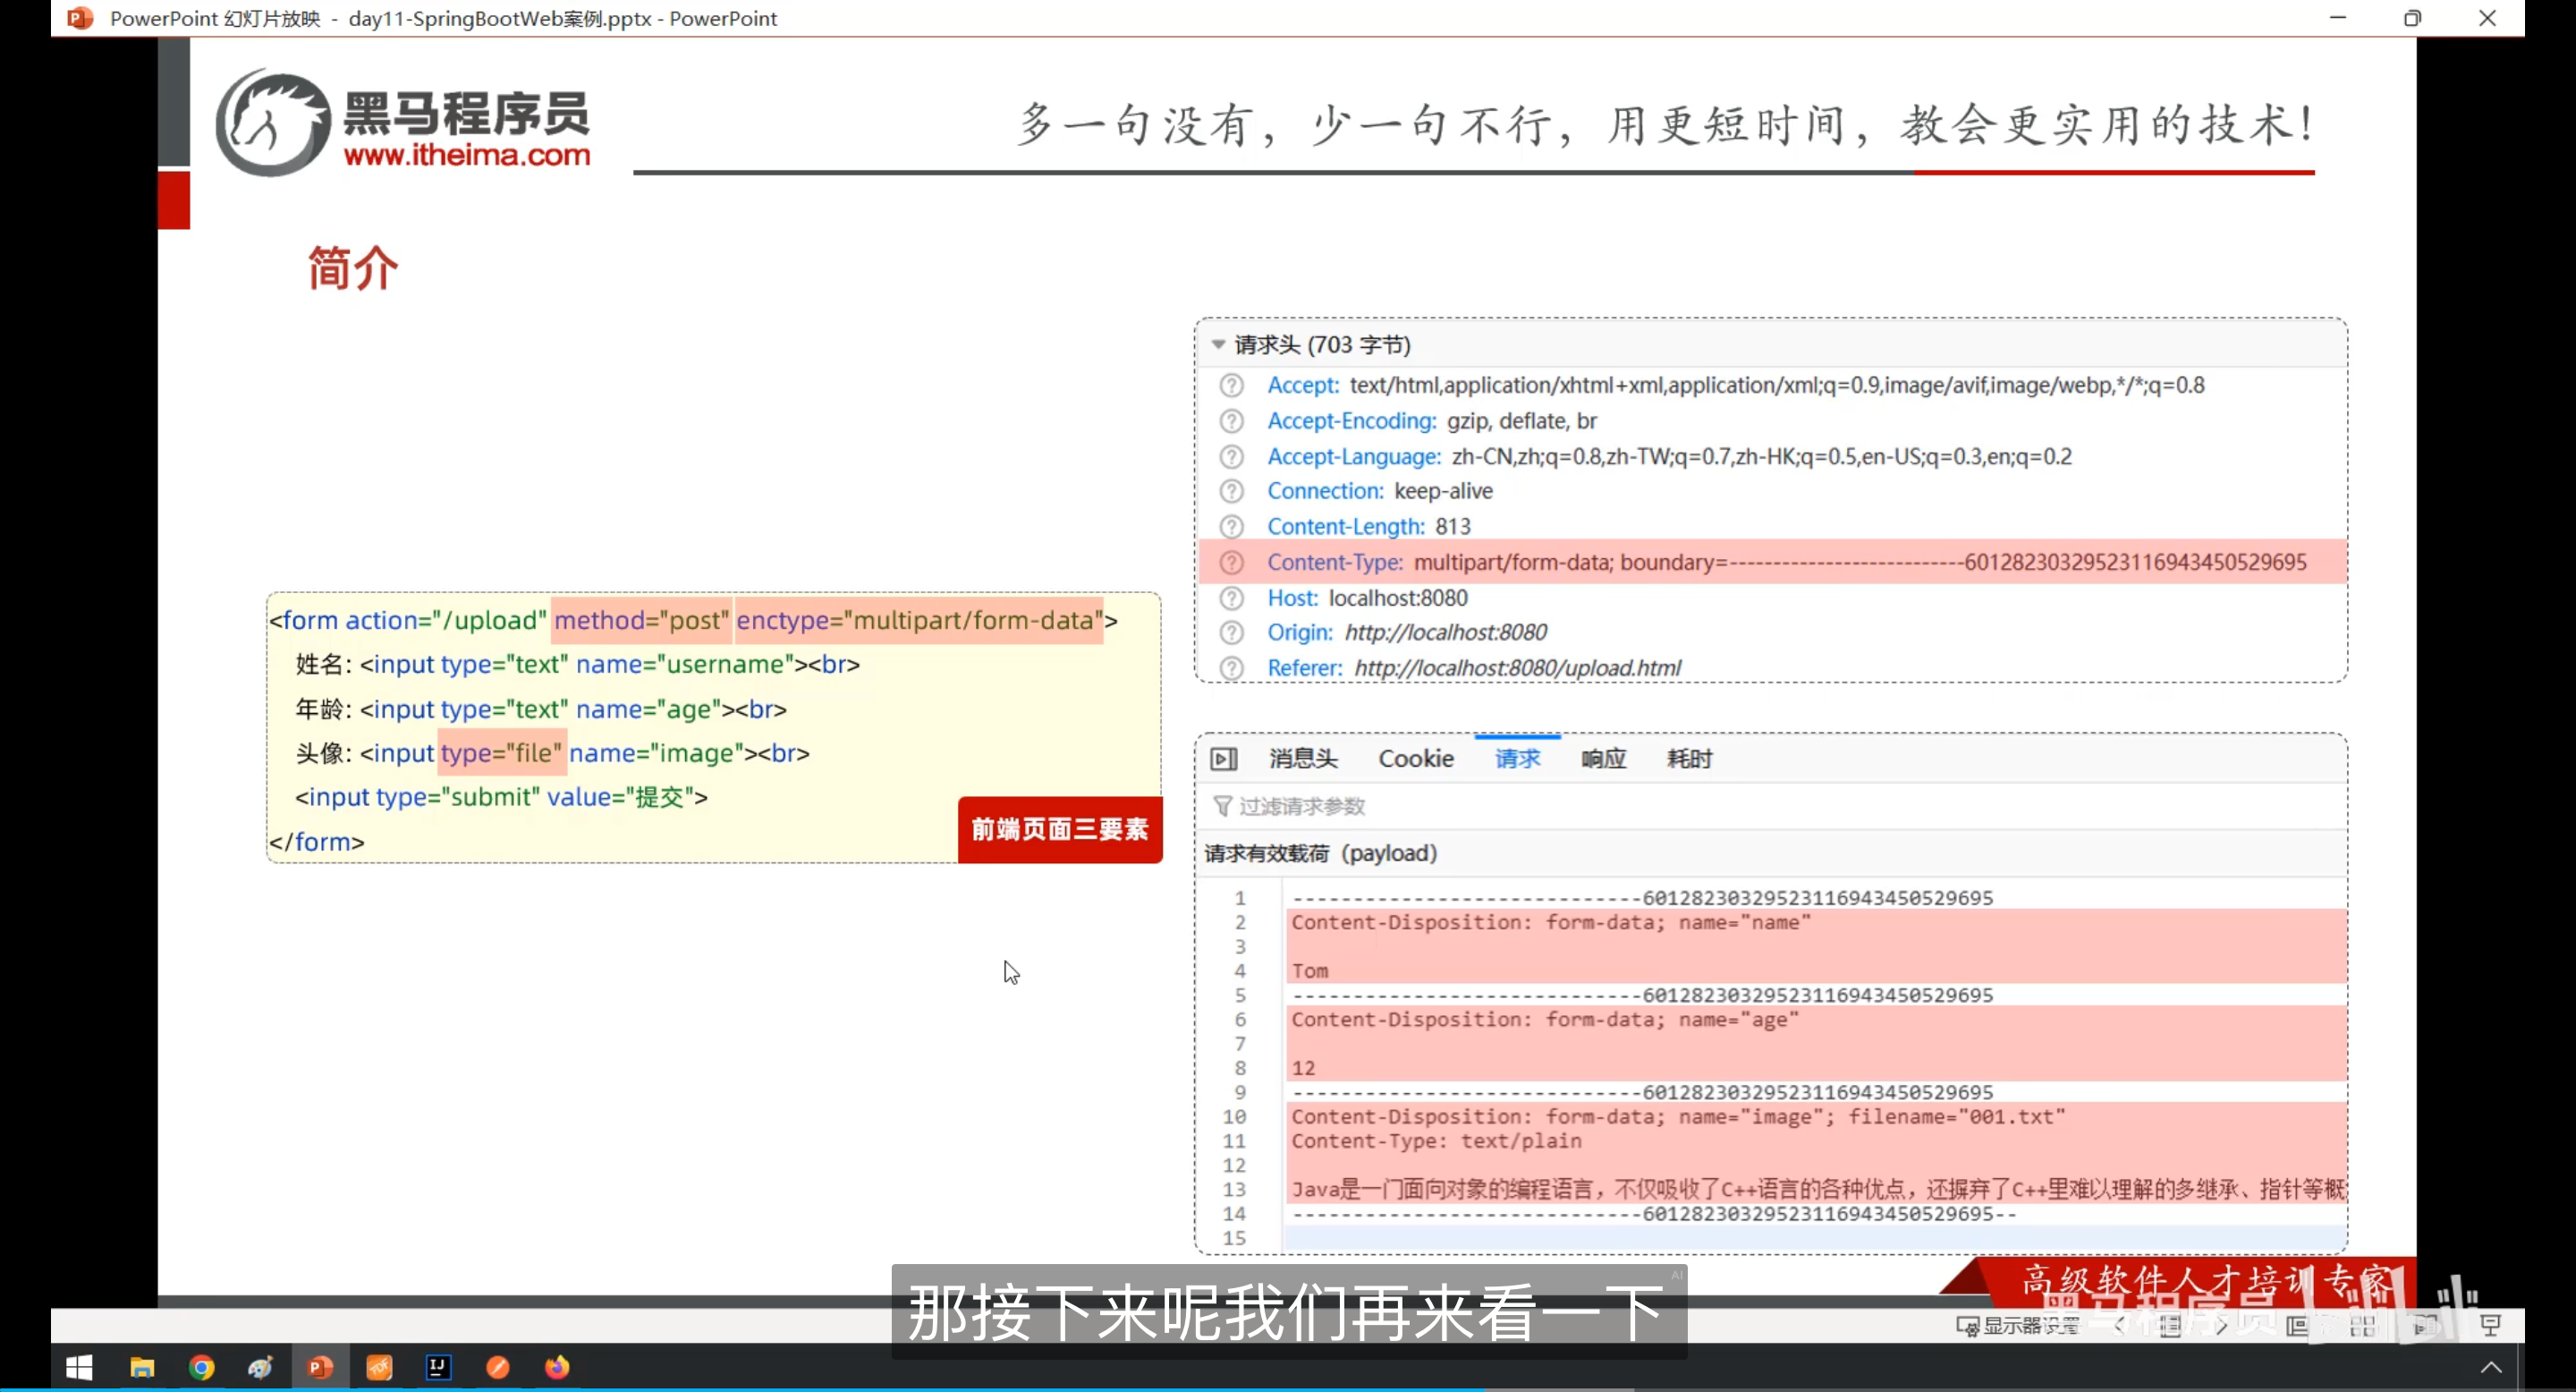 PowerPoint 幻灯片放映 - day11-SpringBootWeb案例.pptx - PowerPoint
黑马程序员
www.itheima.com
多一句没有，少一句不行，用更短时间，教会更实用的技术！
简介
<form action="/upload" method="post" enctype="multipart/form-data">
姓名: <input type="text" name="username"><br>
年龄: <input type="text" name="age"><br>
头像: <input type="file" name="image"><br>
<input type="submit" value="提交">
</form>
前端页面三要素
请求头 (703 字节)
Accept: text/html,application/xhtml+xml,application/xml;q=0.9,image/avif,image/webp,*/*;q=0.8
Accept-Encoding: gzip, deflate, br
Accept-Language: zh-CN,zh;q=0.8,zh-TW;q=0.7,zh-HK;q=0.5,en-US;q=0.3,en;q=0.2
Connection: keep-alive
Content-Length: 813
Content-Type: multipart/form-data; boundary=---------------------------601282303295231169434505​29695
Host: localhost:8080
Origin: http://localhost:8080
Referer: http://localhost:8080/upload.html
消息头 Cookie 请求 响应 耗时
过滤请求参数
请求有效载荷 (payload)
1 -----------------------------60128230329523116943450529695
2 Content-Disposition: form-data; name="name"
3
4 Tom
5 -----------------------------60128230329523116943450529695
6 Content-Disposition: form-data; name="age"
7
8 12
9 -----------------------------60128230329523116943450529695
10 Content-Disposition: form-data; name="image"; filename="001.txt"
11 Content-Type: text/plain
12
13 Java是一门面向对象的编程语言，不仅吸收了C++语言的各种优点，还摒弃了C++里难以理解的多继承、指针等概
14 -----------------------------60128230329523116943450529695--
15
高级软件人才培训专家
黑马程序员
AI
那接下来呢我们再来看一下
显示器设置